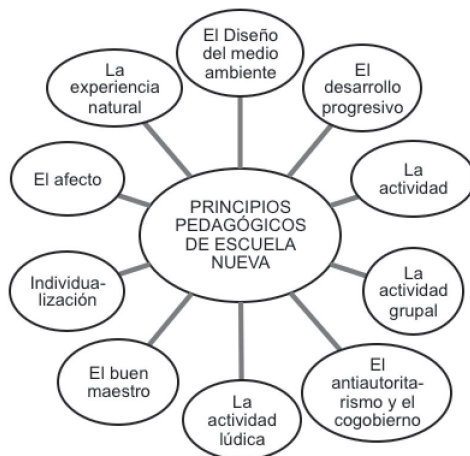 El Diseño
del medio
ambiente
El
desarrollo
progresivo
La
actividad
La
actividad
grupal
El
antiautorita-
rismo y el
cogobierno
La
actividad
lúdica
El buen
maestro
Individua-
lización
El afecto
La
experiencia
natural
PRINCIPIOS
PEDAGÓGICOS
DE ESCUELA
NUEVA